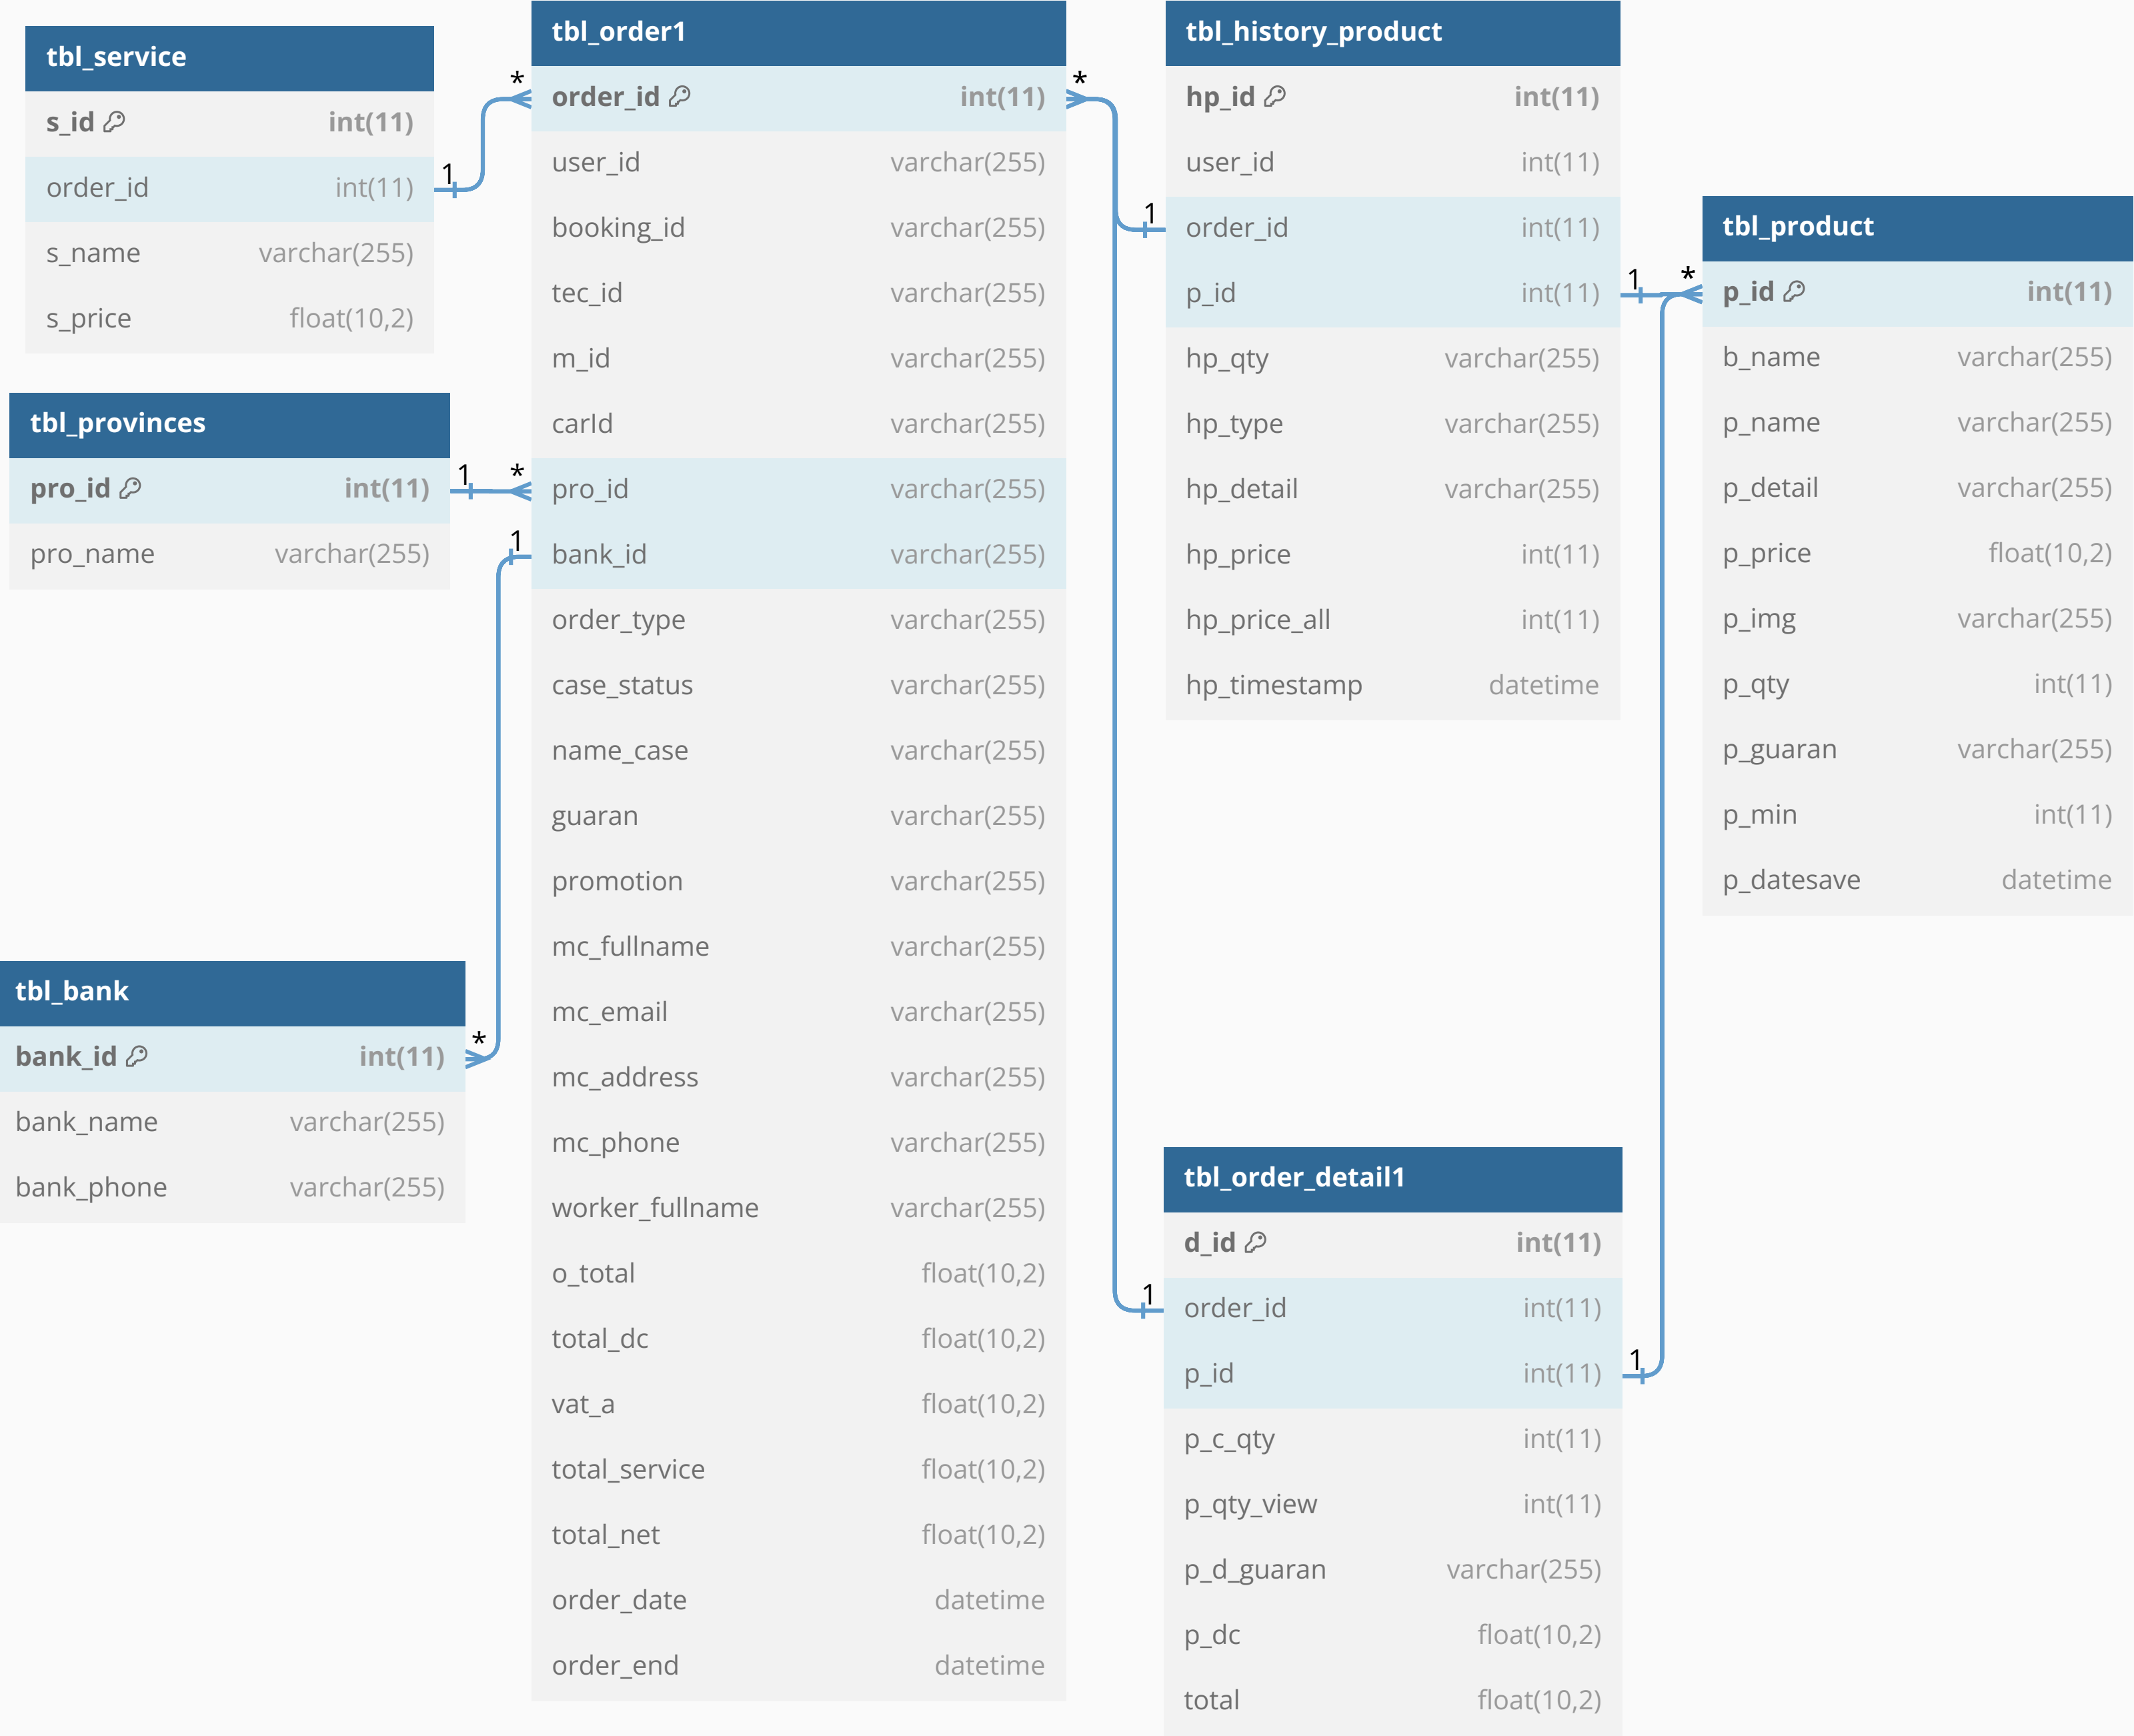 tbl_service
s_id int(11)
order_id int(11)
s_name varchar(255)
s_price float(10,2)
1
*
tbl_provinces
pro_id int(11)
pro_name varchar(255)
1
*
tbl_bank
bank_id int(11)
bank_name varchar(255)
bank_phone varchar(255)
*
1
tbl_order1
order_id int(11)
user_id varchar(255)
booking_id varchar(255)
tec_id varchar(255)
m_id varchar(255)
carId varchar(255)
pro_id varchar(255)
bank_id varchar(255)
order_type varchar(255)
case_status varchar(255)
name_case varchar(255)
guaran varchar(255)
promotion varchar(255)
mc_fullname varchar(255)
mc_email varchar(255)
mc_address varchar(255)
mc_phone varchar(255)
worker_fullname varchar(255)
o_total float(10,2)
total_dc float(10,2)
vat_a float(10,2)
total_service float(10,2)
total_net float(10,2)
order_date datetime
order_end datetime
*
1
tbl_history_product
hp_id int(11)
user_id int(11)
order_id int(11)
p_id int(11)
hp_qty varchar(255)
hp_type varchar(255)
hp_detail varchar(255)
hp_price int(11)
hp_price_all int(11)
hp_timestamp datetime
1
*
tbl_product
p_id int(11)
b_name varchar(255)
p_name varchar(255)
p_detail varchar(255)
p_price float(10,2)
p_img varchar(255)
p_qty int(11)
p_guaran varchar(255)
p_min int(11)
p_datesave datetime
tbl_order_detail1
d_id int(11)
1
order_id int(11)
p_id int(11)
1
p_c_qty int(11)
p_qty_view int(11)
p_d_guaran varchar(255)
p_dc float(10,2)
total float(10,2)